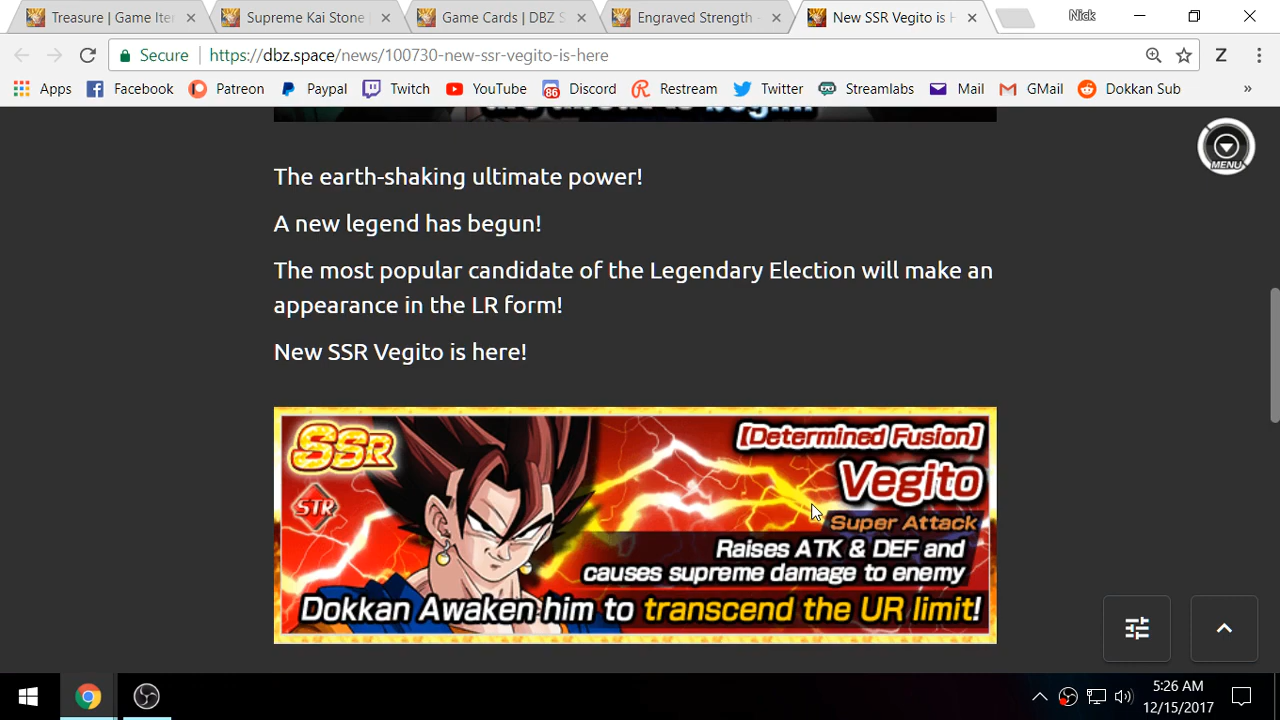 Treasure | Game Ite
Supreme Kai Stone
Game Cards | DBZ S
Engraved Strength -
New SSR Vegito is H
Nick
Secure
https://dbz.space/news/100730-new-ssr-vegito-is-here
Z
Apps
Facebook
Patreon
Paypal
Twitch
YouTube
86
Discord
Restream
Twitter
Streamlabs
Mail
GMail
Dokkan Sub
»
MENU
The earth-shaking ultimate power!
A new legend has begun!
The most popular candidate of the Legendary Election will make an
appearance in the LR form!
New SSR Vegito is here!
SSR
[Determined Fusion]
Vegito
STR
Super Attack
Raises ATK & DEF and
causes supreme damage to enemy
Dokkan Awaken him to transcend the UR limit!
5:26 AM
12/15/2017